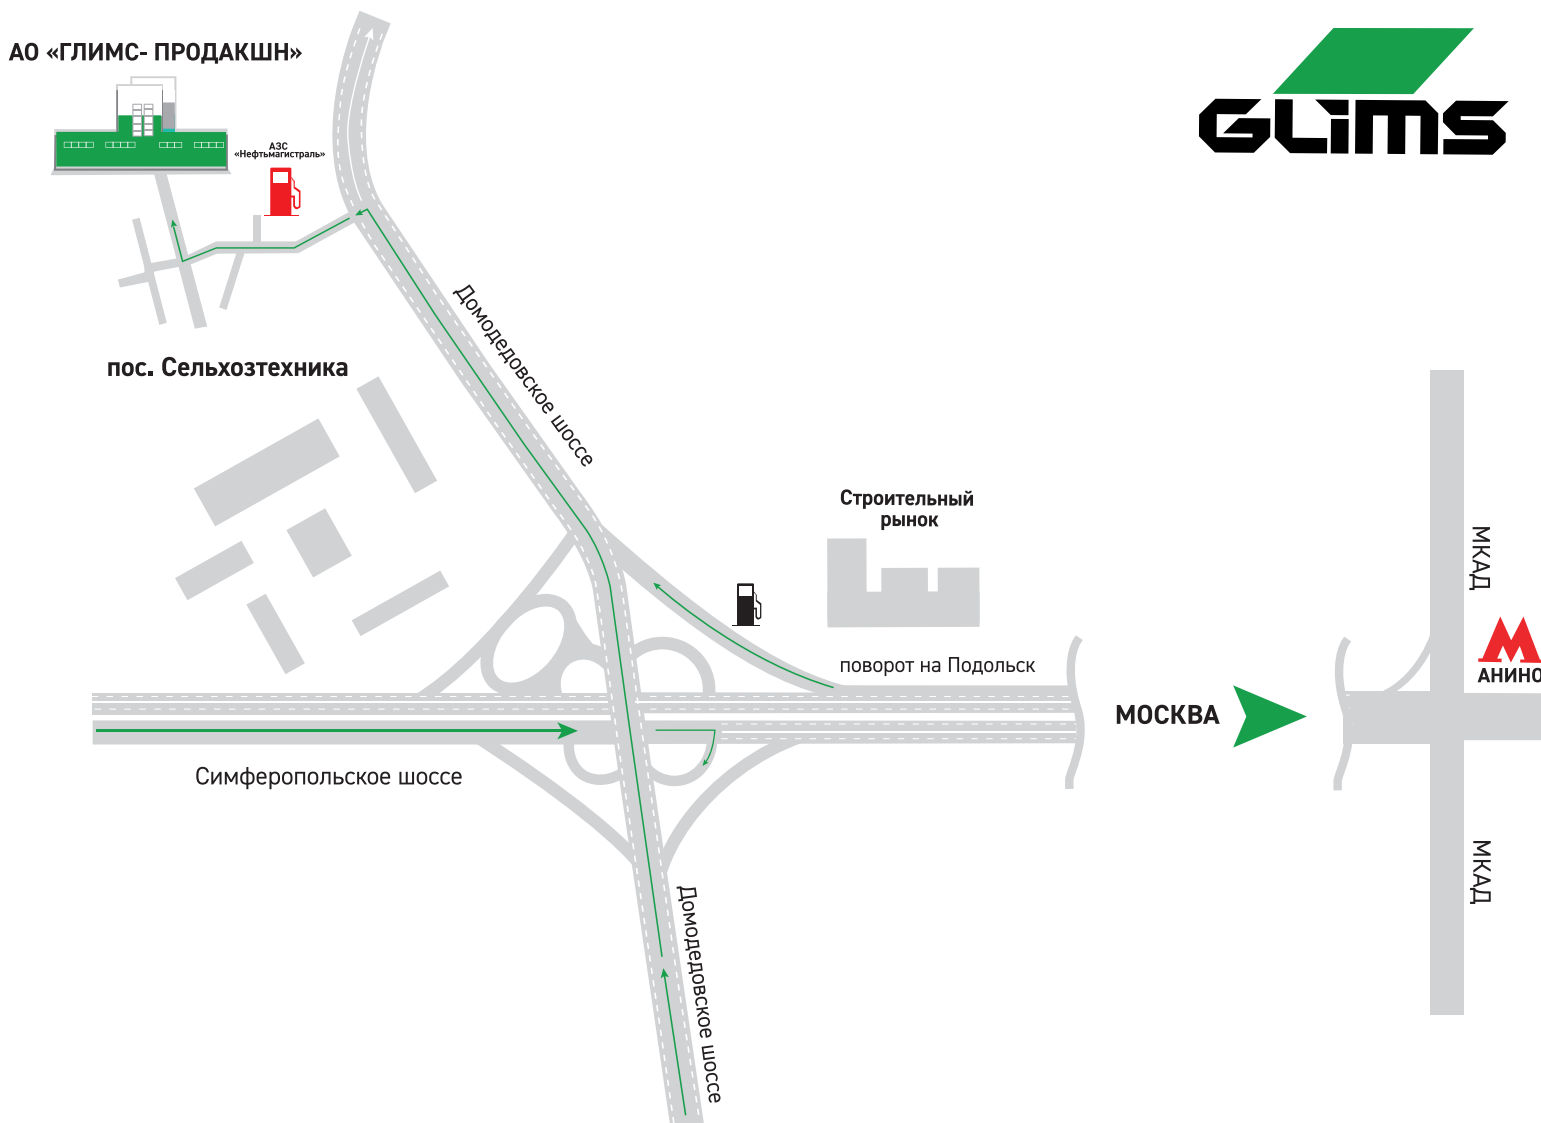 АО «ГЛИМС- ПРОДАКШН»
GLiMS
АЗС
«Нефтьмагистраль»
Домодедовское шоссе
пос. Сельхозтехника
Строительный
рынок
МКАД
поворот на Подольск
М
АНИНО
МОСКВА
Симферопольское шоссе
МКАД
Домодедовское шоссе